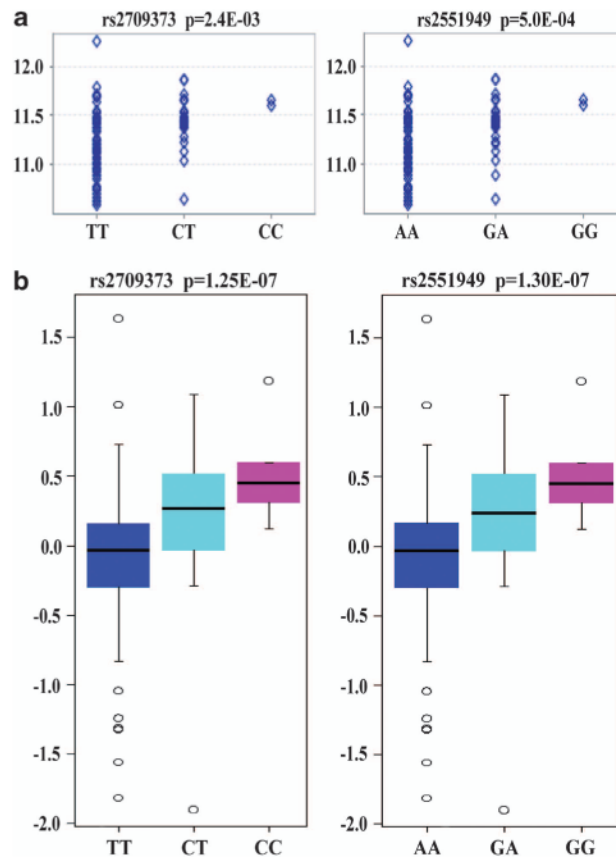 a
rs2709373 p=2.4E-03 rs2551949 p=5.0E-04
12.0 12.0
11.5 11.5
11.0 11.0
TT CT CC AA GA GG
b
rs2709373 p=1.25E-07 rs2551949 p=1.30E-07
1.5 1.5
1.0 1.0
0.5 0.5
0.0 0.0
-0.5 -0.5
-1.0 -1.0
-1.5 -1.5
-2.0 -2.0
TT CT CC AA GA GG